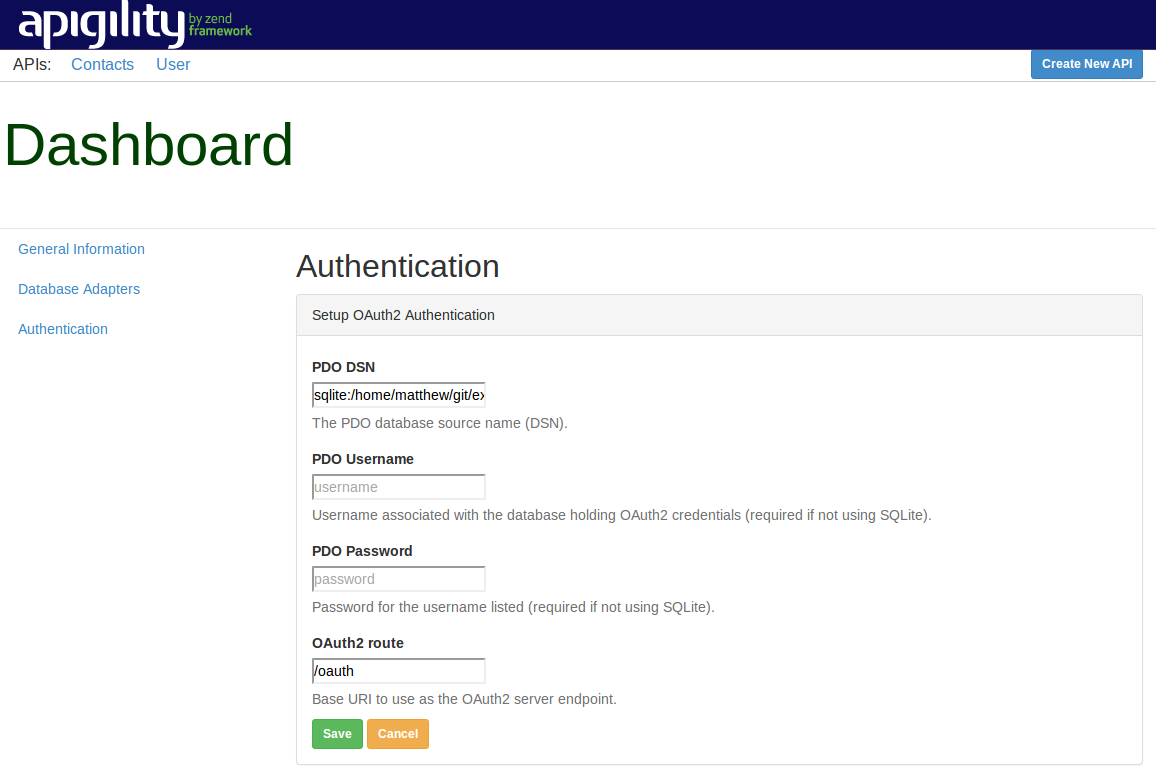 apigility by zend framework
APIs: Contacts User Create New API
Dashboard
General Information
Database Adapters
Authentication
Authentication
Setup OAuth2 Authentication
PDO DSN
sqlite:/home/matthew/git/ex
The PDO database source name (DSN).
PDO Username
username
Username associated with the database holding OAuth2 credentials (required if not using SQLite).
PDO Password
password
Password for the username listed (required if not using SQLite).
OAuth2 route
/oauth
Base URI to use as the OAuth2 server endpoint.
Save Cancel